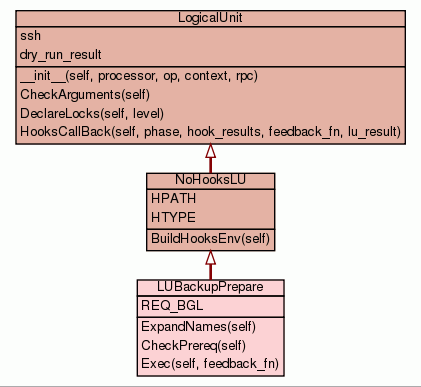 LogicalUnit
ssh
dry_run_result
__init__(self, processor, op, context, rpc)
CheckArguments(self)
DeclareLocks(self, level)
HooksCallBack(self, phase, hook_results, feedback_fn, lu_result)
NoHooksLU
HPATH
HTYPE
BuildHooksEnv(self)
LUBackupPrepare
REQ_BGL
ExpandNames(self)
CheckPrereq(self)
Exec(self, feedback_fn)